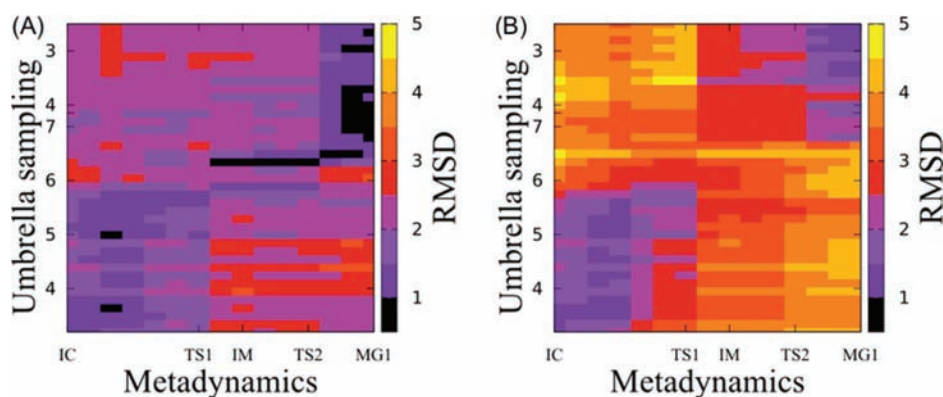 (A)
Umbrella sampling
3
4
7
6
5
4
IC
TS1
IM
TS2
MG1
Metadynamics
5
4
3
2
1
RMSD
(B)
Umbrella sampling
3
4
7
6
5
4
IC
TS1
IM
TS2
MG1
Metadynamics
5
4
3
2
1
RMSD